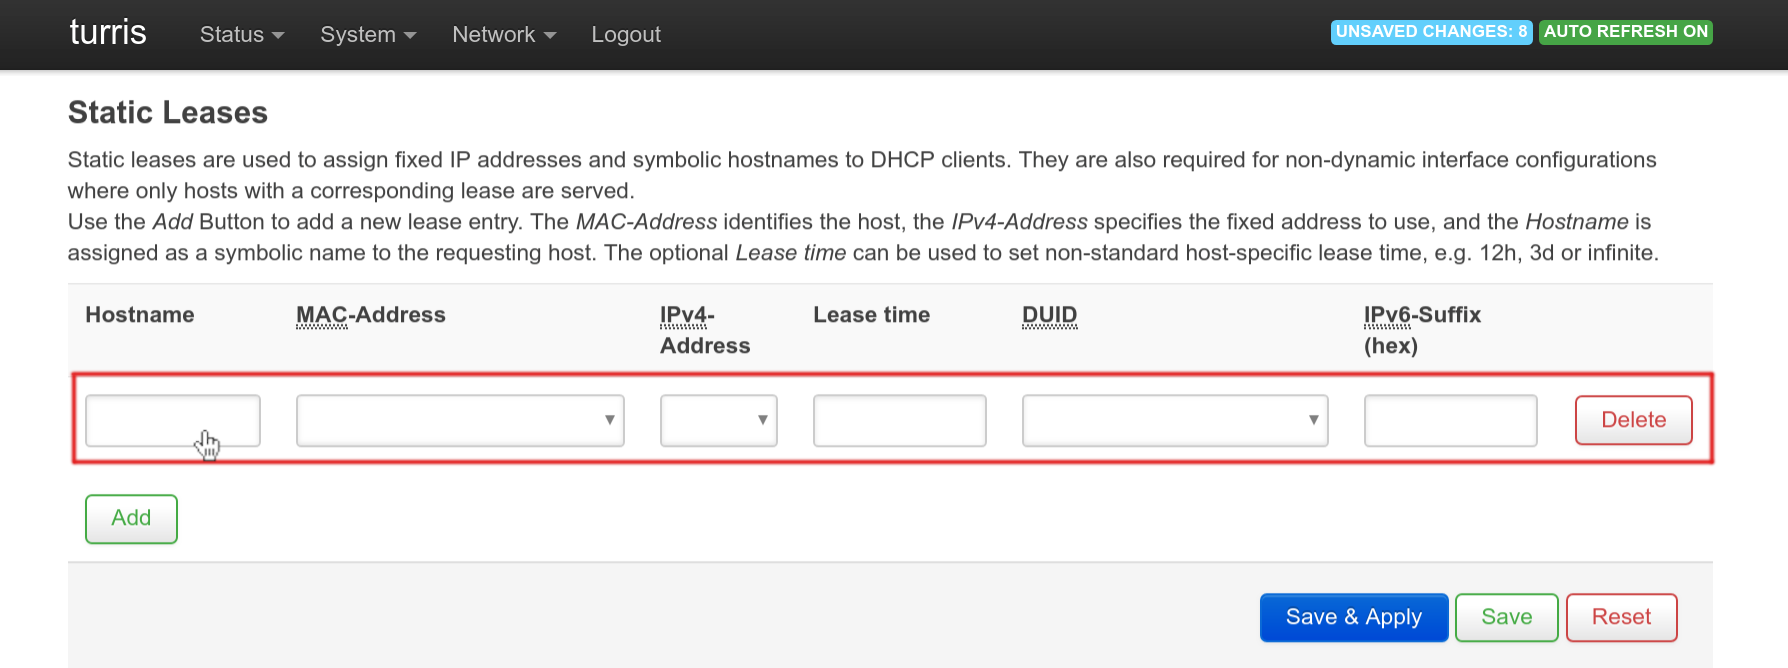 turris Status System Network Logout UNSAVED CHANGES: 8 AUTO REFRESH ON
Static Leases
Static leases are used to assign fixed IP addresses and symbolic hostnames to DHCP clients. They are also required for non-dynamic interface configurations
where only hosts with a corresponding lease are served.
Use the Add Button to add a new lease entry. The MAC-Address identifies the host, the IPv4-Address specifies the fixed address to use, and the Hostname is
assigned as a symbolic name to the requesting host. The optional Lease time can be used to set non-standard host-specific lease time, e.g. 12h, 3d or infinite.
Hostname MAC-Address IPv4- Lease time DUID IPv6-Suffix
Address (hex)
Delete
Add
Save & Apply Save Reset